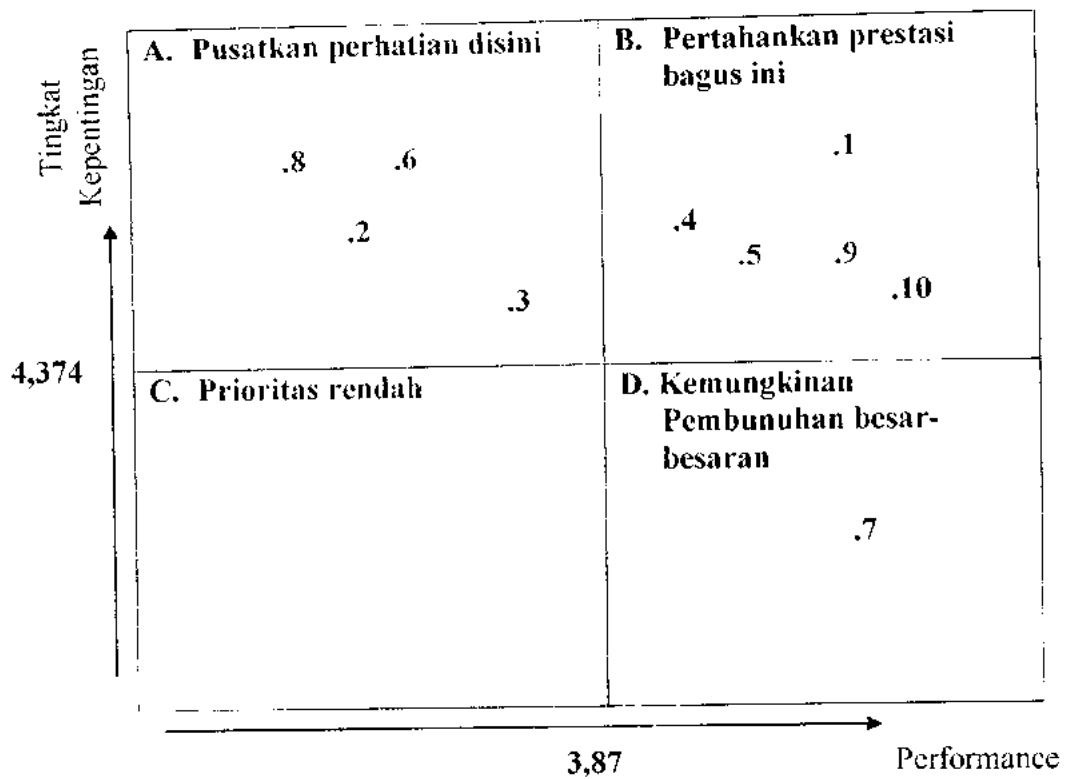 Tingkat
Kepentingan
A. Pusatkan perhatian disini
B. Pertahankan prestasi
bagus ini
.8
.6
.1
.2
.4
.5
.9
.3
.10
4,374
C. Prioritas rendah
D. Kemungkinan
Pembunuhan besar-
besaran
.7
3,87
Performance